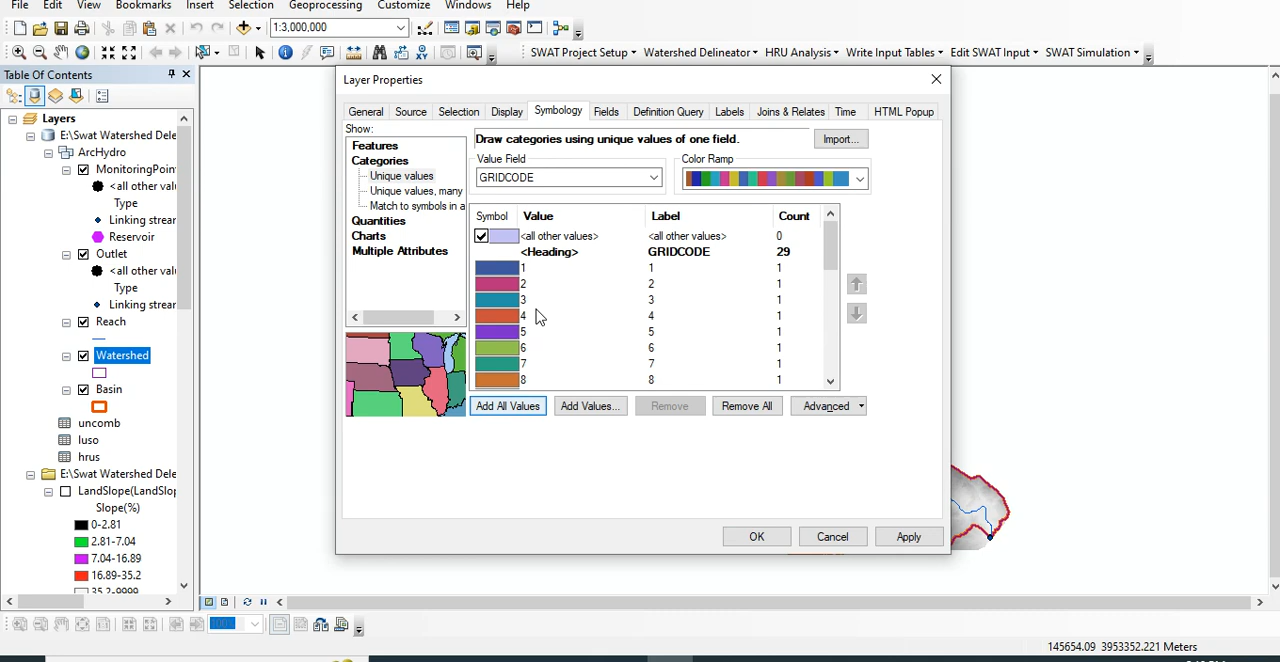 File Edit View Bookmarks Insert Selection Geoprocessing Customize Windows Help
1:3,000,000
SWAT Project Setup Watershed Delineator HRU Analysis Write Input Tables Edit SWAT Input SWAT Simulation
Table Of Contents
Layers
E:\Swat Watershed Dele
ArcHydro
MonitoringPoin
<all other valu
Type
Linking strear
Reservoir
Outlet
<all other valu
Type
Linking strear
Reach
Watershed
Basin
uncomb
luso
hrus
E:\Swat Watershed Dele
LandSlope(LandSlop
Slope(%)
0-2.81
2.81-7.04
7.04-16.89
16.89-35.2
35.2-9999
Layer Properties
General Source Selection Display Symbology Fields Definition Query Labels Joins & Relates Time HTML Popup
Show:
Features
Categories
Unique values
Unique values, many
Match to symbols in a
Quantities
Charts
Multiple Attributes
Draw categories using unique values of one field.
Import...
Value Field
GRIDCODE
Color Ramp
Symbol Value Label Count
<all other values> <all other values> 0
<Heading> GRIDCODE 29
1 1 1
2 2 1
3 3 1
4 4 1
5 5 1
6 6 1
7 7 1
8 8 1
Add All Values Add Values... Remove Remove All Advanced
OK Cancel Apply
145654.09 3953352.221 Meters